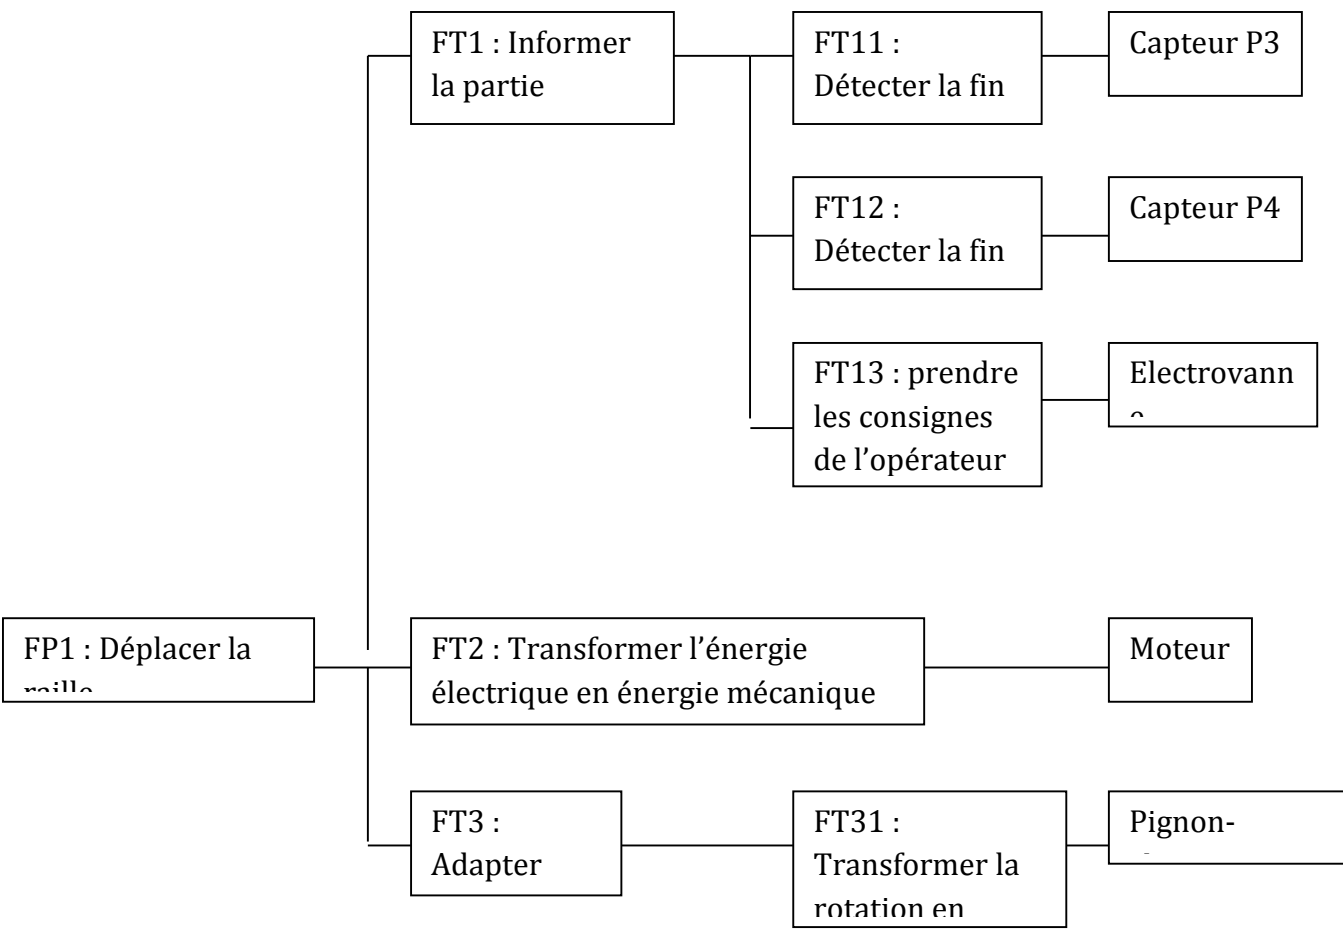 FT1 : Informer
la partie
FT11 :
Détecter la fin
Capteur P3
FT12 :
Détecter la fin
Capteur P4
FT13 : prendre
les consignes
de l’opérateur
Electrovann
FP1 : Déplacer la
raille
FT2 : Transformer l’énergie
électrique en énergie mécanique
Moteur
FT3 :
Adapter
FT31 :
Transformer la
rotation en
Pignon-